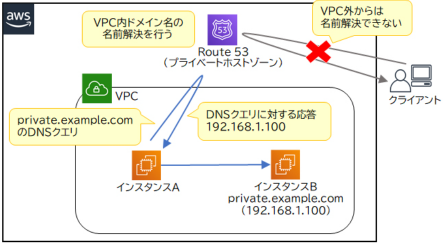 aws
VPC内ドメイン名の
名前解決を行う
53
Route 53
(プライベートホストゾーン)
VPC外からは
名前解決できない
クライアント
VPC
private.example.com
のDNSクエリ
DNSクエリに対する応答
192.168.1.100
インスタンスA
インスタンスB
private.example.com
(192.168.1.100)